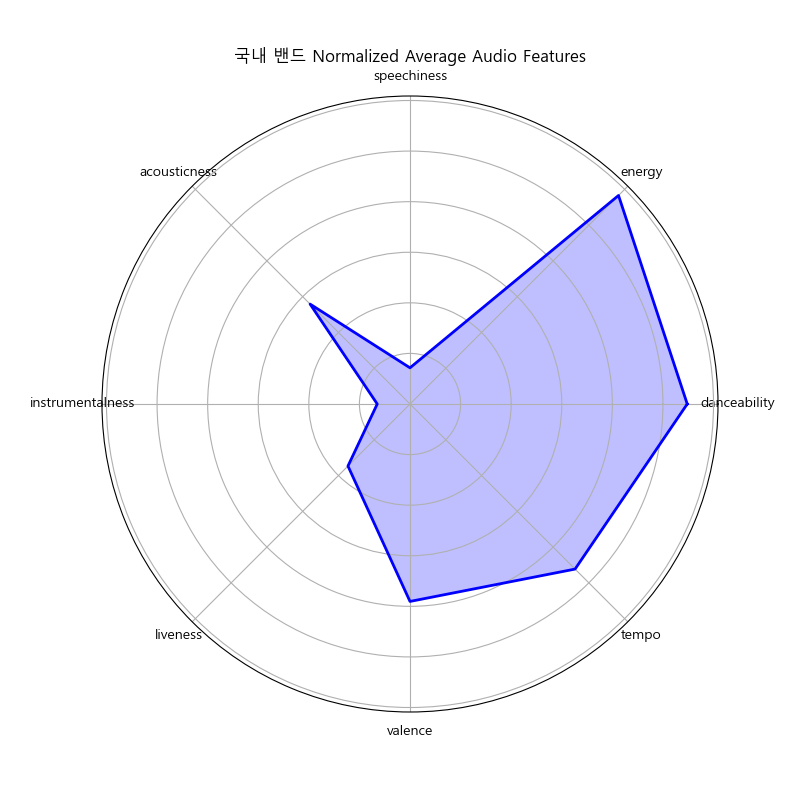 국내 밴드 Normalized Average Audio Features
speechiness
acousticness
energy
instrumentalness
danceability
liveness
tempo
valence